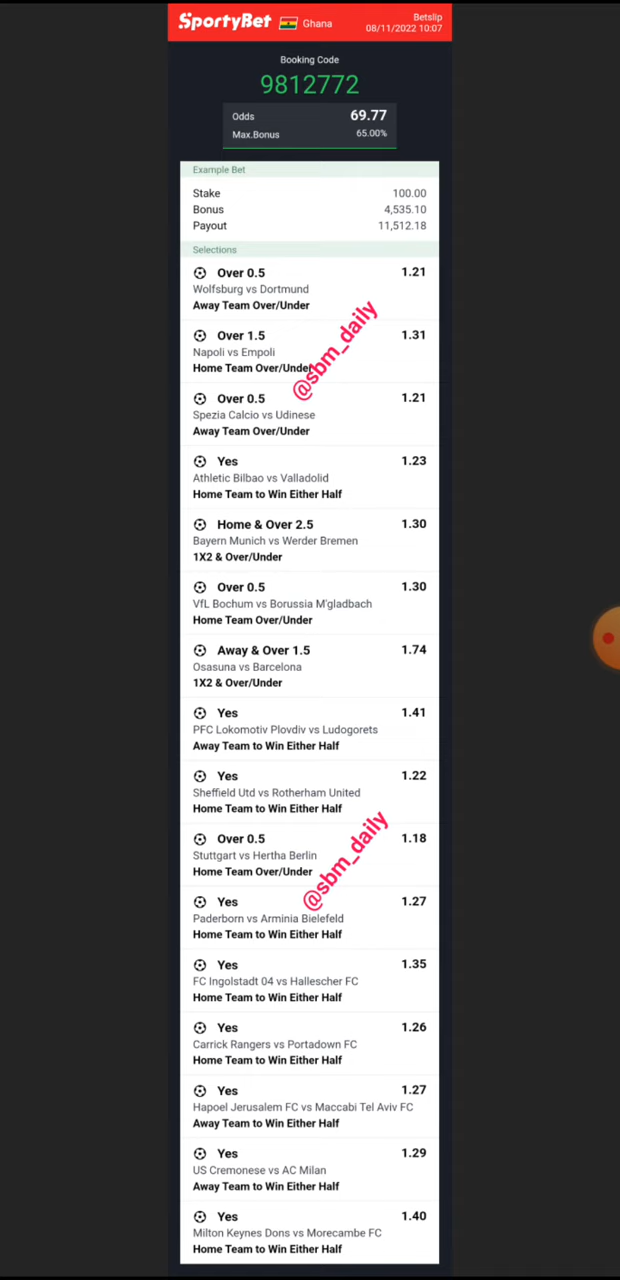 SportyBet Ghana Betslip
08/11/2022 10:07
Booking Code
9812772
Odds 69.77
Max.Bonus 65.00%
Example Bet
Stake 100.00
Bonus 4,535.10
Payout 11,512.18
Selections
Over 0.5 1.21
Wolfsburg vs Dortmund
Away Team Over/Under
Over 1.5 1.31
Napoli vs Empoli
Home Team Over/Under
@sbm_daily
Over 0.5 1.21
Spezia Calcio vs Udinese
Away Team Over/Under
Yes 1.23
Athletic Bilbao vs Valladolid
Home Team to Win Either Half
Home & Over 2.5 1.30
Bayern Munich vs Werder Bremen
1X2 & Over/Under
Over 0.5 1.30
VfL Bochum vs Borussia M'gladbach
Home Team Over/Under
Away & Over 1.5 1.74
Osasuna vs Barcelona
1X2 & Over/Under
Yes 1.41
PFC Lokomotiv Plovdiv vs Ludogorets
Away Team to Win Either Half
Yes 1.22
Sheffield Utd vs Rotherham United
Home Team to Win Either Half
Over 0.5 1.18
Stuttgart vs Hertha Berlin
Home Team Over/Under
@sbm_daily
Yes 1.27
Paderborn vs Arminia Bielefeld
Home Team to Win Either Half
Yes 1.35
FC Ingolstadt 04 vs Hallescher FC
Home Team to Win Either Half
Yes 1.26
Carrick Rangers vs Portadown FC
Home Team to Win Either Half
Yes 1.27
Hapoel Jerusalem FC vs Maccabi Tel Aviv FC
Away Team to Win Either Half
Yes 1.29
US Cremonese vs AC Milan
Away Team to Win Either Half
Yes 1.40
Milton Keynes Dons vs Morecambe FC
Home Team to Win Either Half